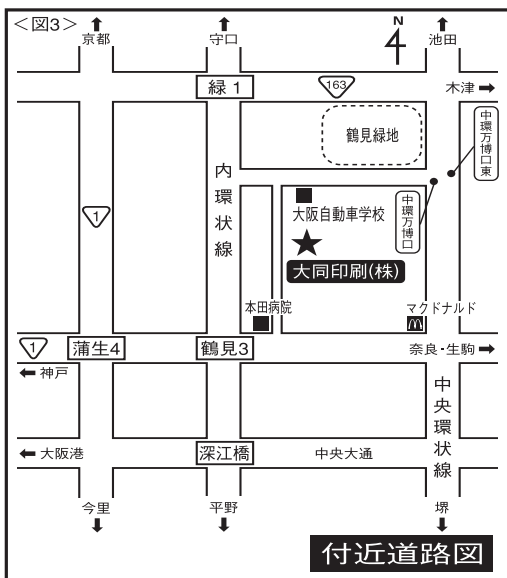 <図3>
京都
守口
N
池田
緑1
163
木津
中環万博口東
鶴見緑地
内環状線
大阪自動車学校
中環万博口
1
大同印刷(株)
本田病院
マクドナルド
1
蒲生4
鶴見3
奈良・生駒
神戸
中央環状線
大阪港
深江橋
中央大通
今里
平野
堺
付近道路図